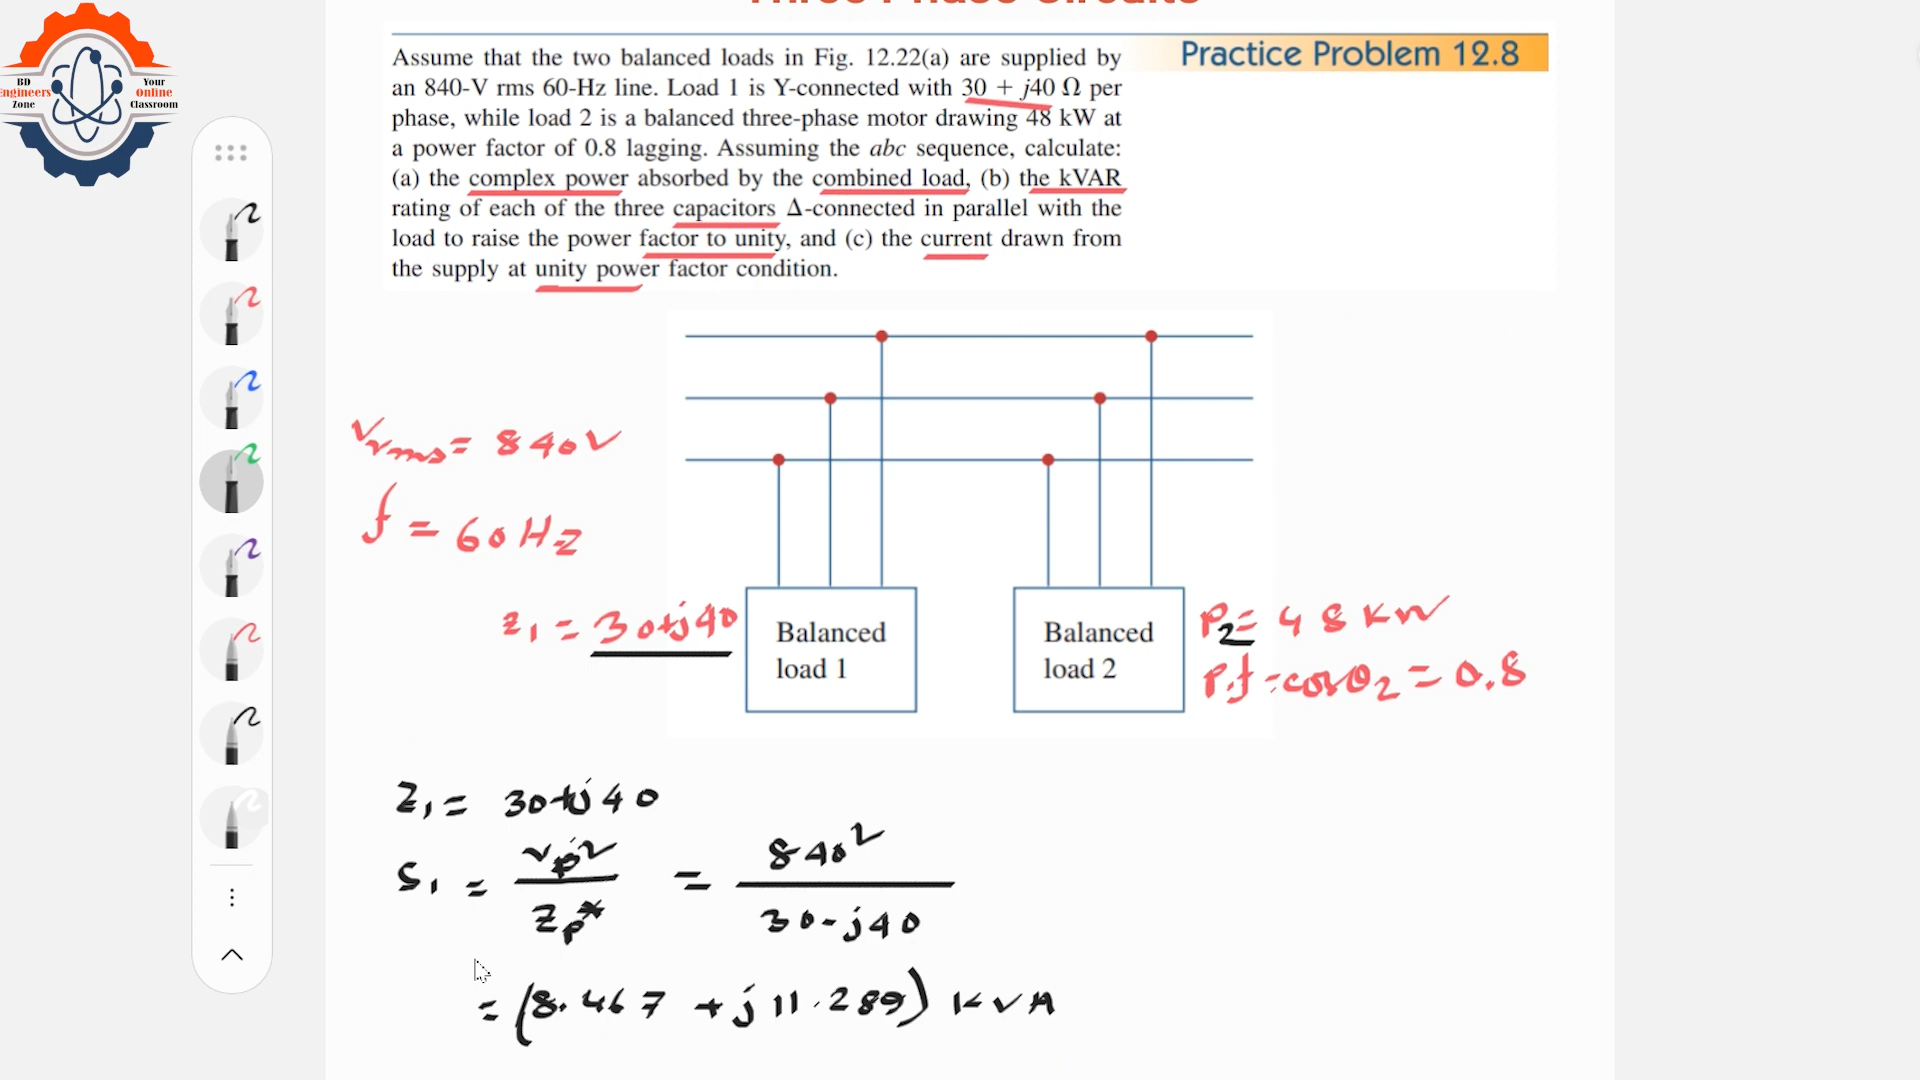 Three Phase Circuits
BD
Engineers
Zone
Your
Online
Classroom
Practice Problem 12.8
Assume that the two balanced loads in Fig. 12.22(a) are supplied by
an 840-V rms 60-Hz line. Load 1 is Y-connected with 30 + j40 Ω per
phase, while load 2 is a balanced three-phase motor drawing 48 kW at
a power factor of 0.8 lagging. Assuming the abc sequence, calculate:
(a) the complex power absorbed by the combined load, (b) the kVAR
rating of each of the three capacitors Δ-connected in parallel with the
load to raise the power factor to unity, and (c) the current drawn from
the supply at unity power factor condition.
Vrms = 840V
f = 60Hz
Z1 = 30+j40
Balanced
load 1
Balanced
load 2
P2 = 48 KW
P.f = cosθ2 = 0.8
Z1 = 30+j40
S1 = Vp² / Zp* = 840² / 30-j40
= (8.467 + j11.289) KVA